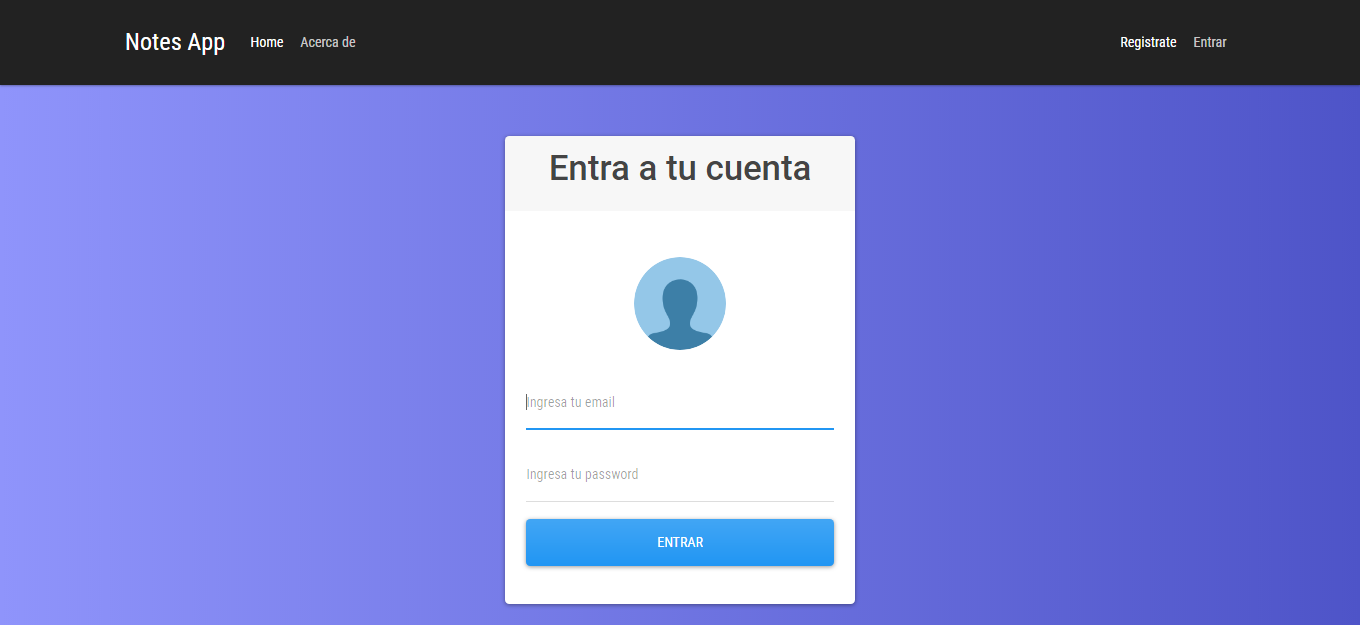 Notes App Home Acerca de Registrate Entrar
Entra a tu cuenta
Ingresa tu email
Ingresa tu password
ENTRAR